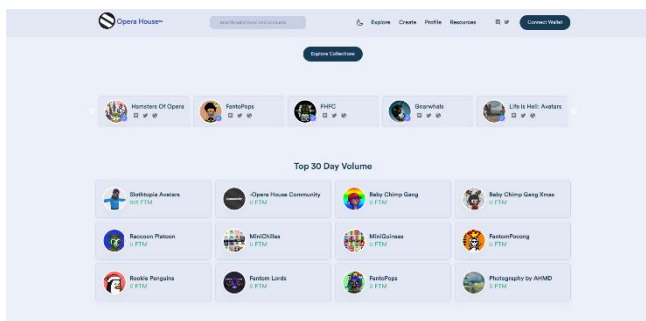 Opera House
Explore Create Profile Resources
Connect Wallet
Explore Collections
Hamsters Of Opera
FantoPops
FHFC
Gnarwhals
Life is Hell: Avatars
Top 30 Day Volume
Slothtopia Avatars
FTM
-Opera House Community
0 FTM
Baby Chimp Gang
0 FTM
Baby Chimp Gang Xmas
0 FTM
Raccoon Platoon
0 FTM
MiniChillas
0 FTM
MiniGuineas
0 FTM
FantomPacong
0 FTM
Rookie Penguins
0 FTM
Fantom Lords
0 FTM
FantoPops
0 FTM
Photography by AHMD
0 FTM